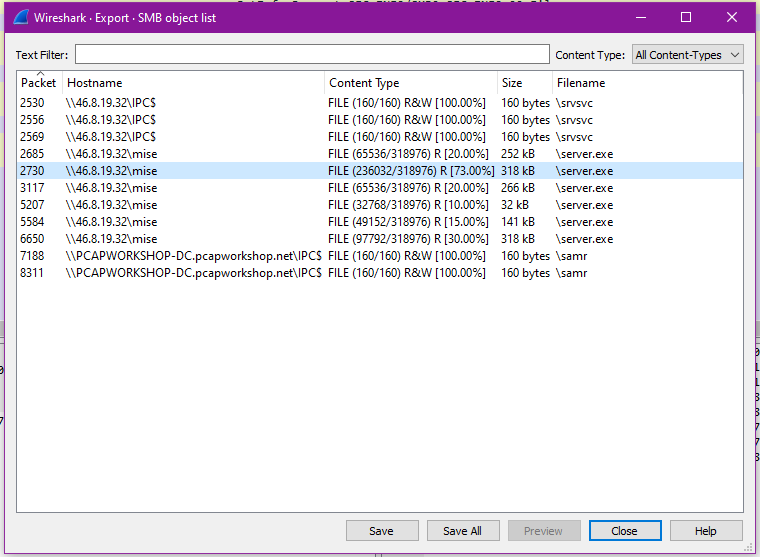 Wireshark · Export · SMB object list
Text Filter: Content Type: All Content-Types
Packet Hostname Content Type Size Filename
2530 \\46.8.19.32\IPC$ FILE (160/160) R&W [100.00%] 160 bytes \srvsvc
2556 \\46.8.19.32\IPC$ FILE (160/160) R&W [100.00%] 160 bytes \srvsvc
2569 \\46.8.19.32\IPC$ FILE (160/160) R&W [100.00%] 160 bytes \srvsvc
2685 \\46.8.19.32\mise FILE (65536/318976) R [20.00%] 252 kB \server.exe
2730 \\46.8.19.32\mise FILE (236032/318976) R [73.00%] 318 kB \server.exe
3117 \\46.8.19.32\mise FILE (65536/318976) R [20.00%] 266 kB \server.exe
5207 \\46.8.19.32\mise FILE (32768/318976) R [10.00%] 32 kB \server.exe
5584 \\46.8.19.32\mise FILE (49152/318976) R [15.00%] 141 kB \server.exe
6650 \\46.8.19.32\mise FILE (97792/318976) R [30.00%] 318 kB \server.exe
7188 \\PCAPWORKSHOP-DC.pcapworkshop.net\IPC$ FILE (160/160) R&W [100.00%] 160 bytes \samr
8311 \\PCAPWORKSHOP-DC.pcapworkshop.net\IPC$ FILE (160/160) R&W [100.00%] 160 bytes \samr
Save Save All Preview Close Help